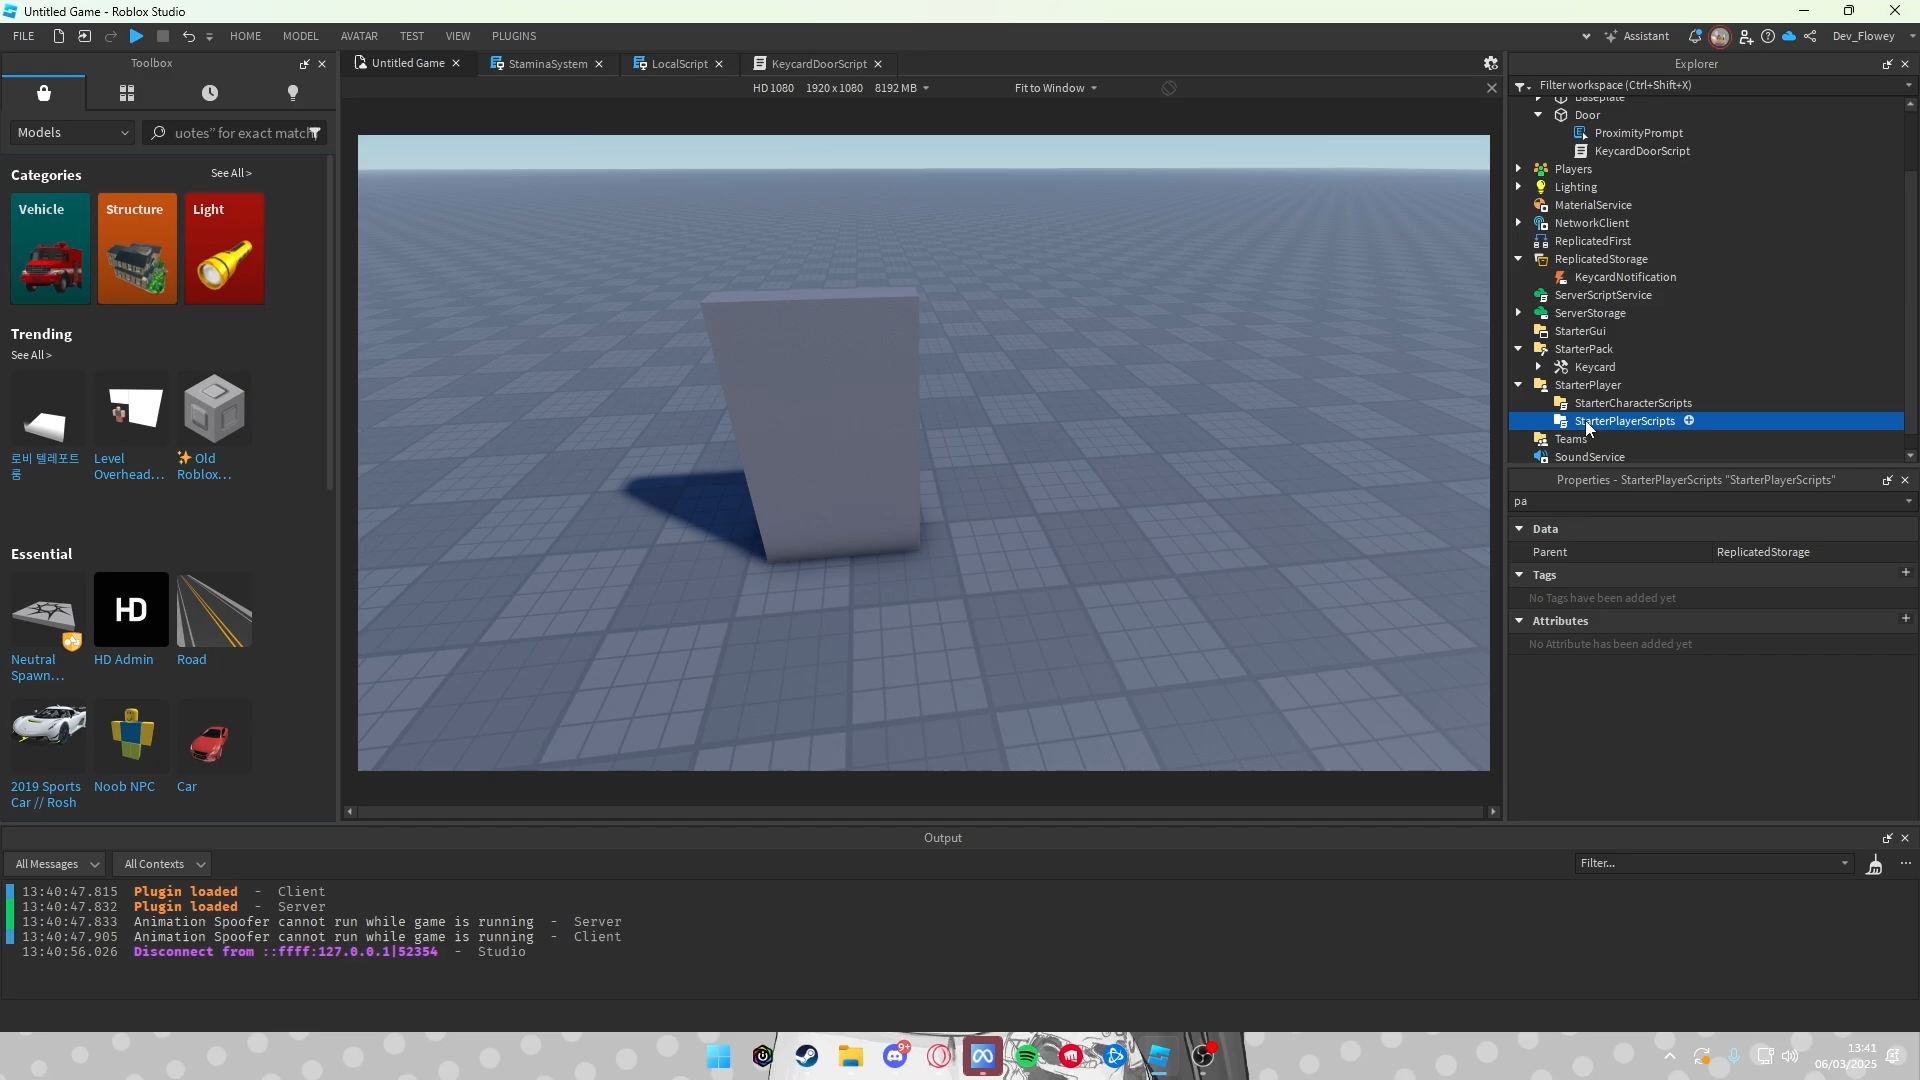 Untitled Game - Roblox Studio
FILE HOME MODEL AVATAR TEST VIEW PLUGINS Assistant Dev_Flowey
Toolbox
Untitled Game StaminaSystem LocalScript KeycardDoorScript
Explorer
HD 1080 1920 x 1080 8192 MB Fit to Window
Filter workspace (Ctrl+Shift+X)
Models uotes” for exact match
Categories See All >
Vehicle Structure Light
Trending
See All >
로비 텔레포트
룸
Level
Overhead...
✨ Old
Roblox...
Essential
HD
Neutral
Spawn...
HD Admin
Road
2019 Sports
Car // Rosh
Noob NPC
Car
Baseplate
Door
ProximityPrompt
KeycardDoorScript
Players
Lighting
MaterialService
NetworkClient
ReplicatedFirst
ReplicatedStorage
KeycardNotification
ServerScriptService
ServerStorage
StarterGui
StarterPack
Keycard
StarterPlayer
StarterCharacterScripts
StarterPlayerScripts
Teams
SoundService
Properties - StarterPlayerScripts "StarterPlayerScripts"
pa
Data
Parent ReplicatedStorage
Tags
No Tags have been added yet
Attributes
No Attribute has been added yet
Output
All Messages All Contexts Filter...
13:40:47.815 Plugin loaded - Client
13:40:47.832 Plugin loaded - Server
13:40:47.833 Animation Spoofer cannot run while game is running - Server
13:40:47.905 Animation Spoofer cannot run while game is running - Client
13:40:56.026 Disconnect from ::ffff:127.0.0.1|52354 - Studio
9+
13:41
06/03/2025